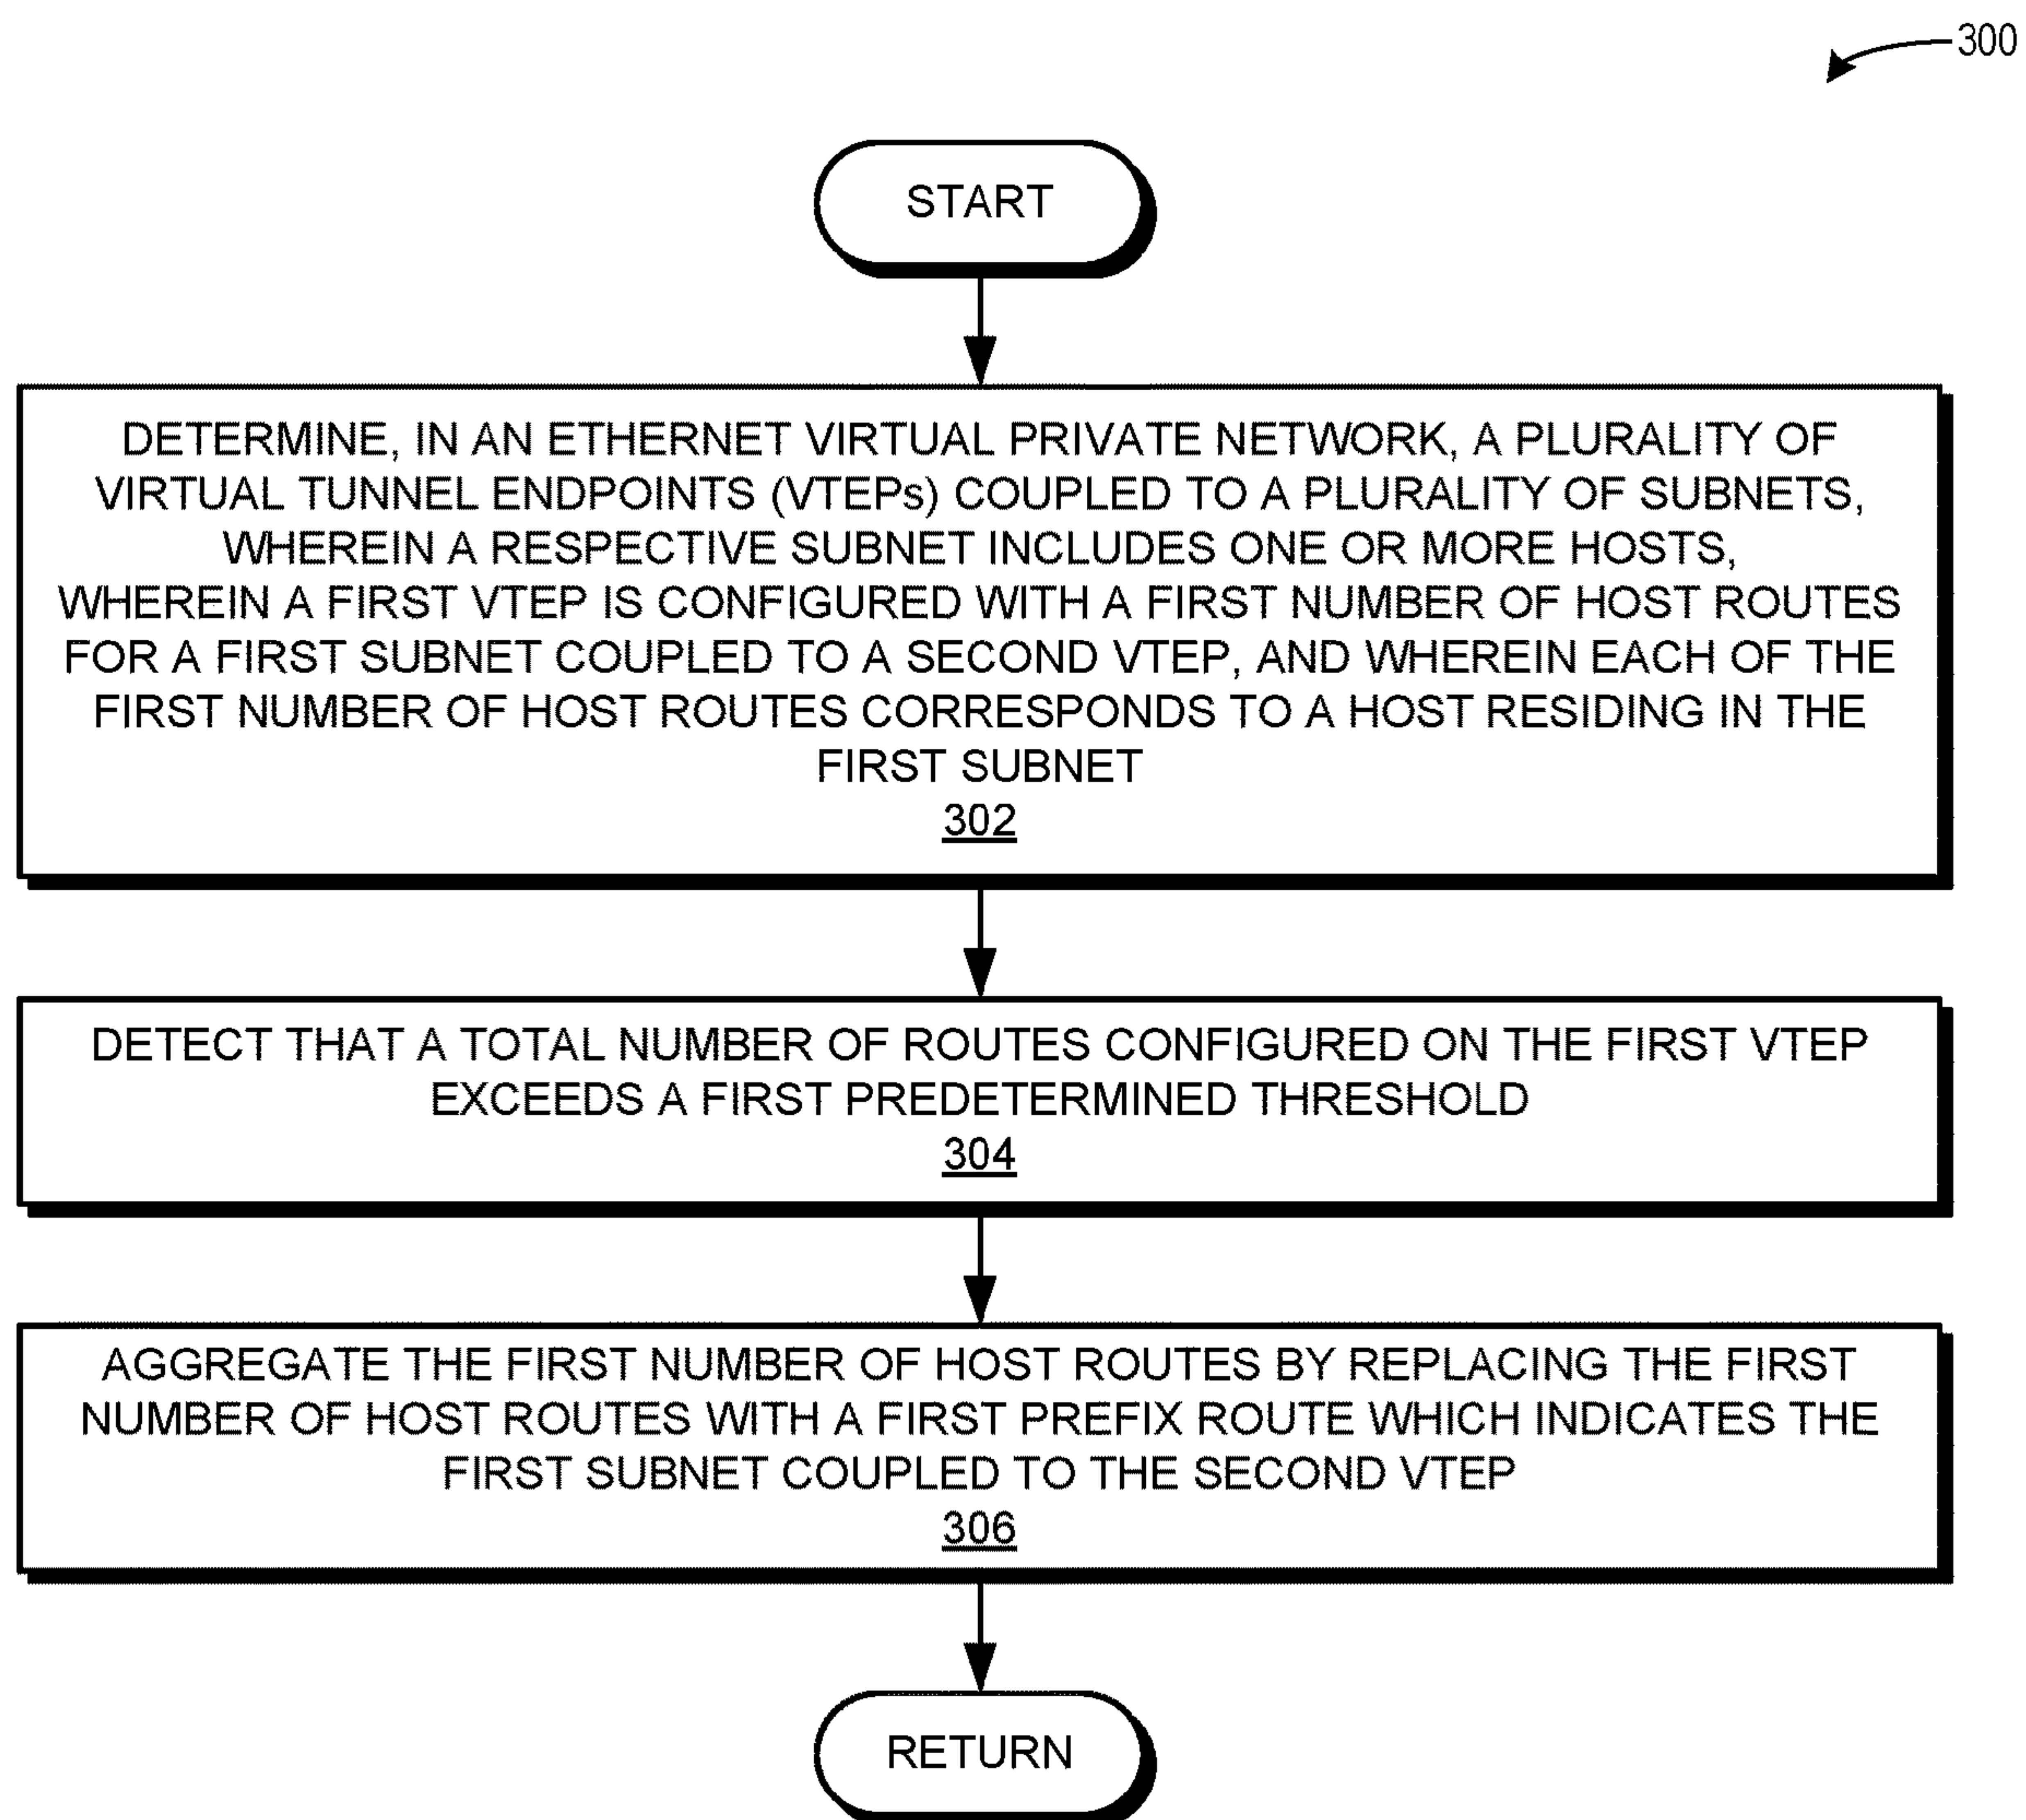 300
START
DETERMINE, IN AN ETHERNET VIRTUAL PRIVATE NETWORK, A PLURALITY OF
VIRTUAL TUNNEL ENDPOINTS (VTEPs) COUPLED TO A PLURALITY OF SUBNETS,
WHEREIN A RESPECTIVE SUBNET INCLUDES ONE OR MORE HOSTS,
WHEREIN A FIRST VTEP IS CONFIGURED WITH A FIRST NUMBER OF HOST ROUTES
FOR A FIRST SUBNET COUPLED TO A SECOND VTEP, AND WHEREIN EACH OF THE
FIRST NUMBER OF HOST ROUTES CORRESPONDS TO A HOST RESIDING IN THE
FIRST SUBNET
302
DETECT THAT A TOTAL NUMBER OF ROUTES CONFIGURED ON THE FIRST VTEP
EXCEEDS A FIRST PREDETERMINED THRESHOLD
304
AGGREGATE THE FIRST NUMBER OF HOST ROUTES BY REPLACING THE FIRST
NUMBER OF HOST ROUTES WITH A FIRST PREFIX ROUTE WHICH INDICATES THE
FIRST SUBNET COUPLED TO THE SECOND VTEP
306
RETURN